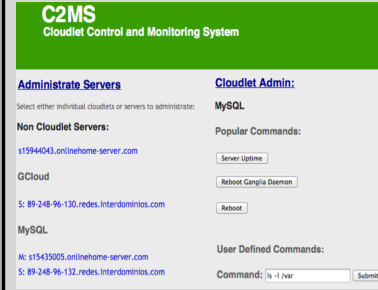 C2MS
Cloudlet Control and Monitoring System
Administrate Servers
Select either individual cloudlets or servers to administrate:
Non Cloudlet Servers:
s15944043.onlinehome-server.com
GCloud
S: 89-248-96-130.redes.interdominios.com
MySQL
M: s15435005.onlinehome-server.com
S: 89-248-96-132.redes.interdominios.com
Cloudlet Admin:
MySQL
Popular Commands:
Server Uptime
Reboot Ganglia Daemon
Reboot
User Defined Commands:
Command: ls -l /var Submit